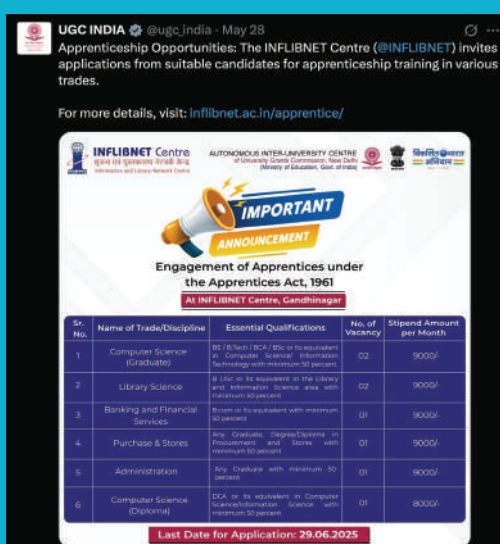 UGC INDIA @ugc_india · May 28
Apprenticeship Opportunities: The INFLIBNET Centre (@INFLIBNET) invites
applications from suitable candidates for apprenticeship training in various
trades.
For more details, visit: inflibnet.ac.in/apprentice/
INFLIBNET Centre
सूचना एवं पुस्तकालय नेटवर्क केन्द्र
Information and Library Network Centre
AUTONOMOUS INTER-UNIVERSITY CENTRE
of University Grants Commission, New Delhi
(Ministry of Education, Govt. of India)
अभियान
IMPORTANT
ANNOUNCEMENT
Engagement of Apprentices under
the Apprentices Act, 1961
At INFLIBNET Centre, Gandhinagar
Sr. No. Name of Trade/Discipline Essential Qualifications No. of Vacancy Stipend Amount per Month
1 Computer Science (Graduate) BE / B.Tech / BCA / BSc or its equivalent in Computer Science/ Information Technology with minimum 50 percent 02 9000/-
2 Library Science B LISc or its equivalent in the Library and Information Science area with minimum 50 percent 02 9000/-
3 Banking and Financial Services B.com or its equivalent with minimum 50 percent 01 9000/-
4 Purchase & Stores Any Graduate, Degree/Diploma in Procurement and Stores with minimum 50 percent 01 9000/-
5 Administration Any Graduate with minimum 50 percent 01 9000/-
6 Computer Science (Diploma) DCA or its equivalent in Computer Science/Information Science with minimum 50 percent 01 8000/-
Last Date for Application: 29.06.2025